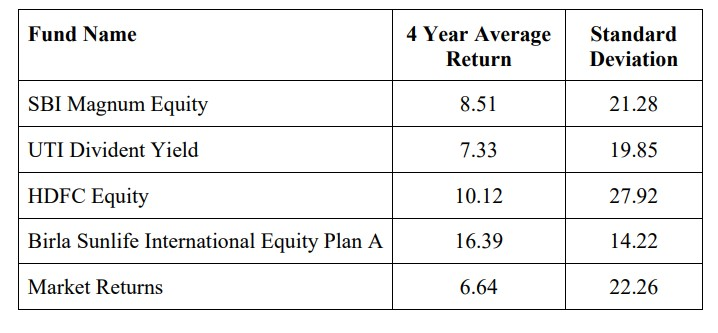 Fund Name 4 Year Average Return Standard Deviation
SBI Magnum Equity 8.51 21.28
UTI Divident Yield 7.33 19.85
HDFC Equity 10.12 27.92
Birla Sunlife International Equity Plan A 16.39 14.22
Market Returns 6.64 22.26